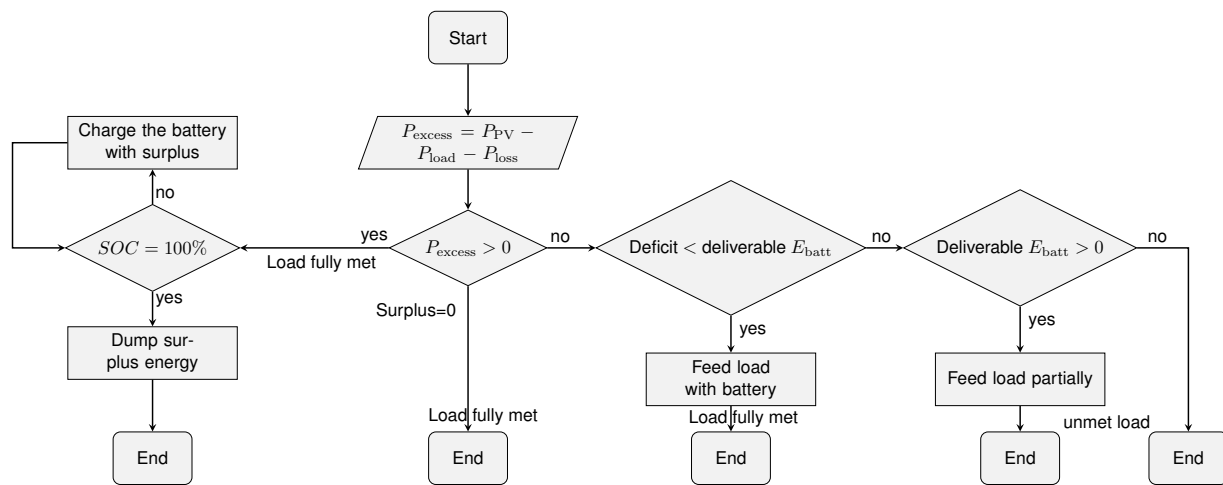 Start
P_excess = P_PV −
P_load − P_loss
Charge the battery
with surplus
no
SOC = 100%
yes
Load fully met
P_excess > 0
no
Deficit < deliverable E_batt
no
Deliverable E_batt > 0
no
yes
Surplus=0
yes
yes
Dump sur-
plus energy
Feed load
with battery
Feed load partially
Load fully met
Load fully met
unmet load
End
End
End
End
End